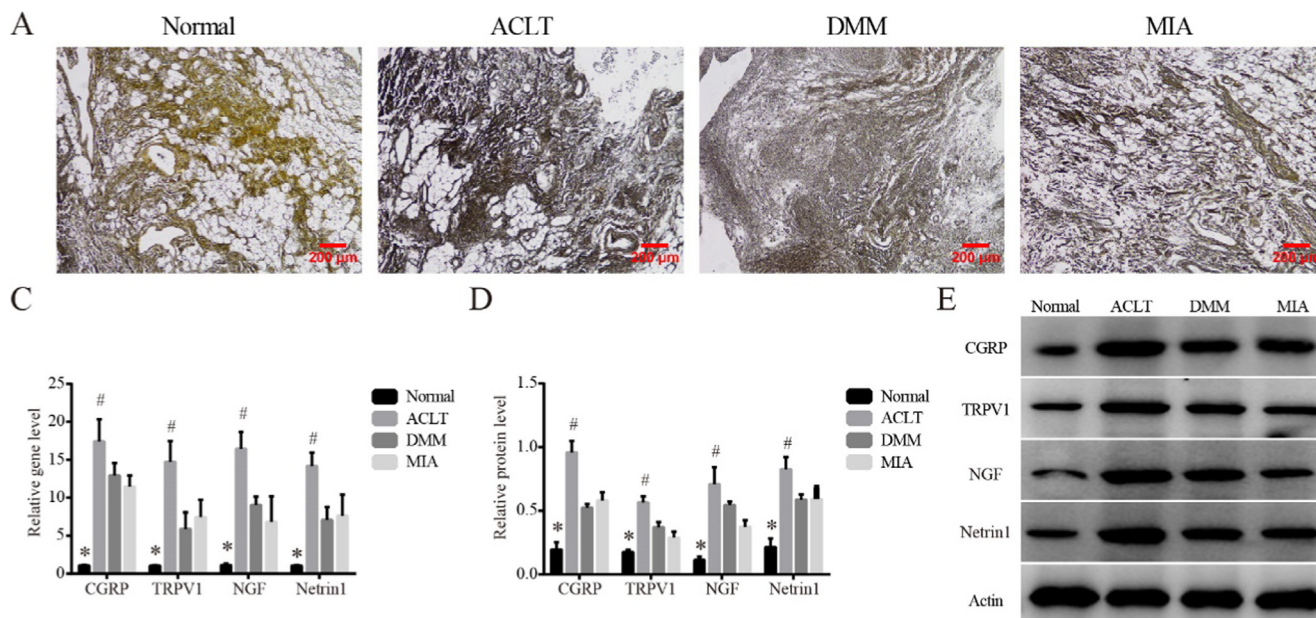 A
Normal
ACLT
DMM
MIA
200 μm
200 μm
200 μm
200 μm
C
Relative gene level
25
20
15
10
5
0
#
#
#
#
*
*
*
*
CGRP
TRPV1
NGF
Netrin1
Normal
ACLT
DMM
MIA
D
Relative protein level
1.5
1.0
0.5
0.0
#
#
#
#
*
*
*
*
CGRP
TRPV1
NGF
Netrin1
Normal
ACLT
DMM
MIA
E
Normal
ACLT
DMM
MIA
CGRP
TRPV1
NGF
Netrin1
Actin